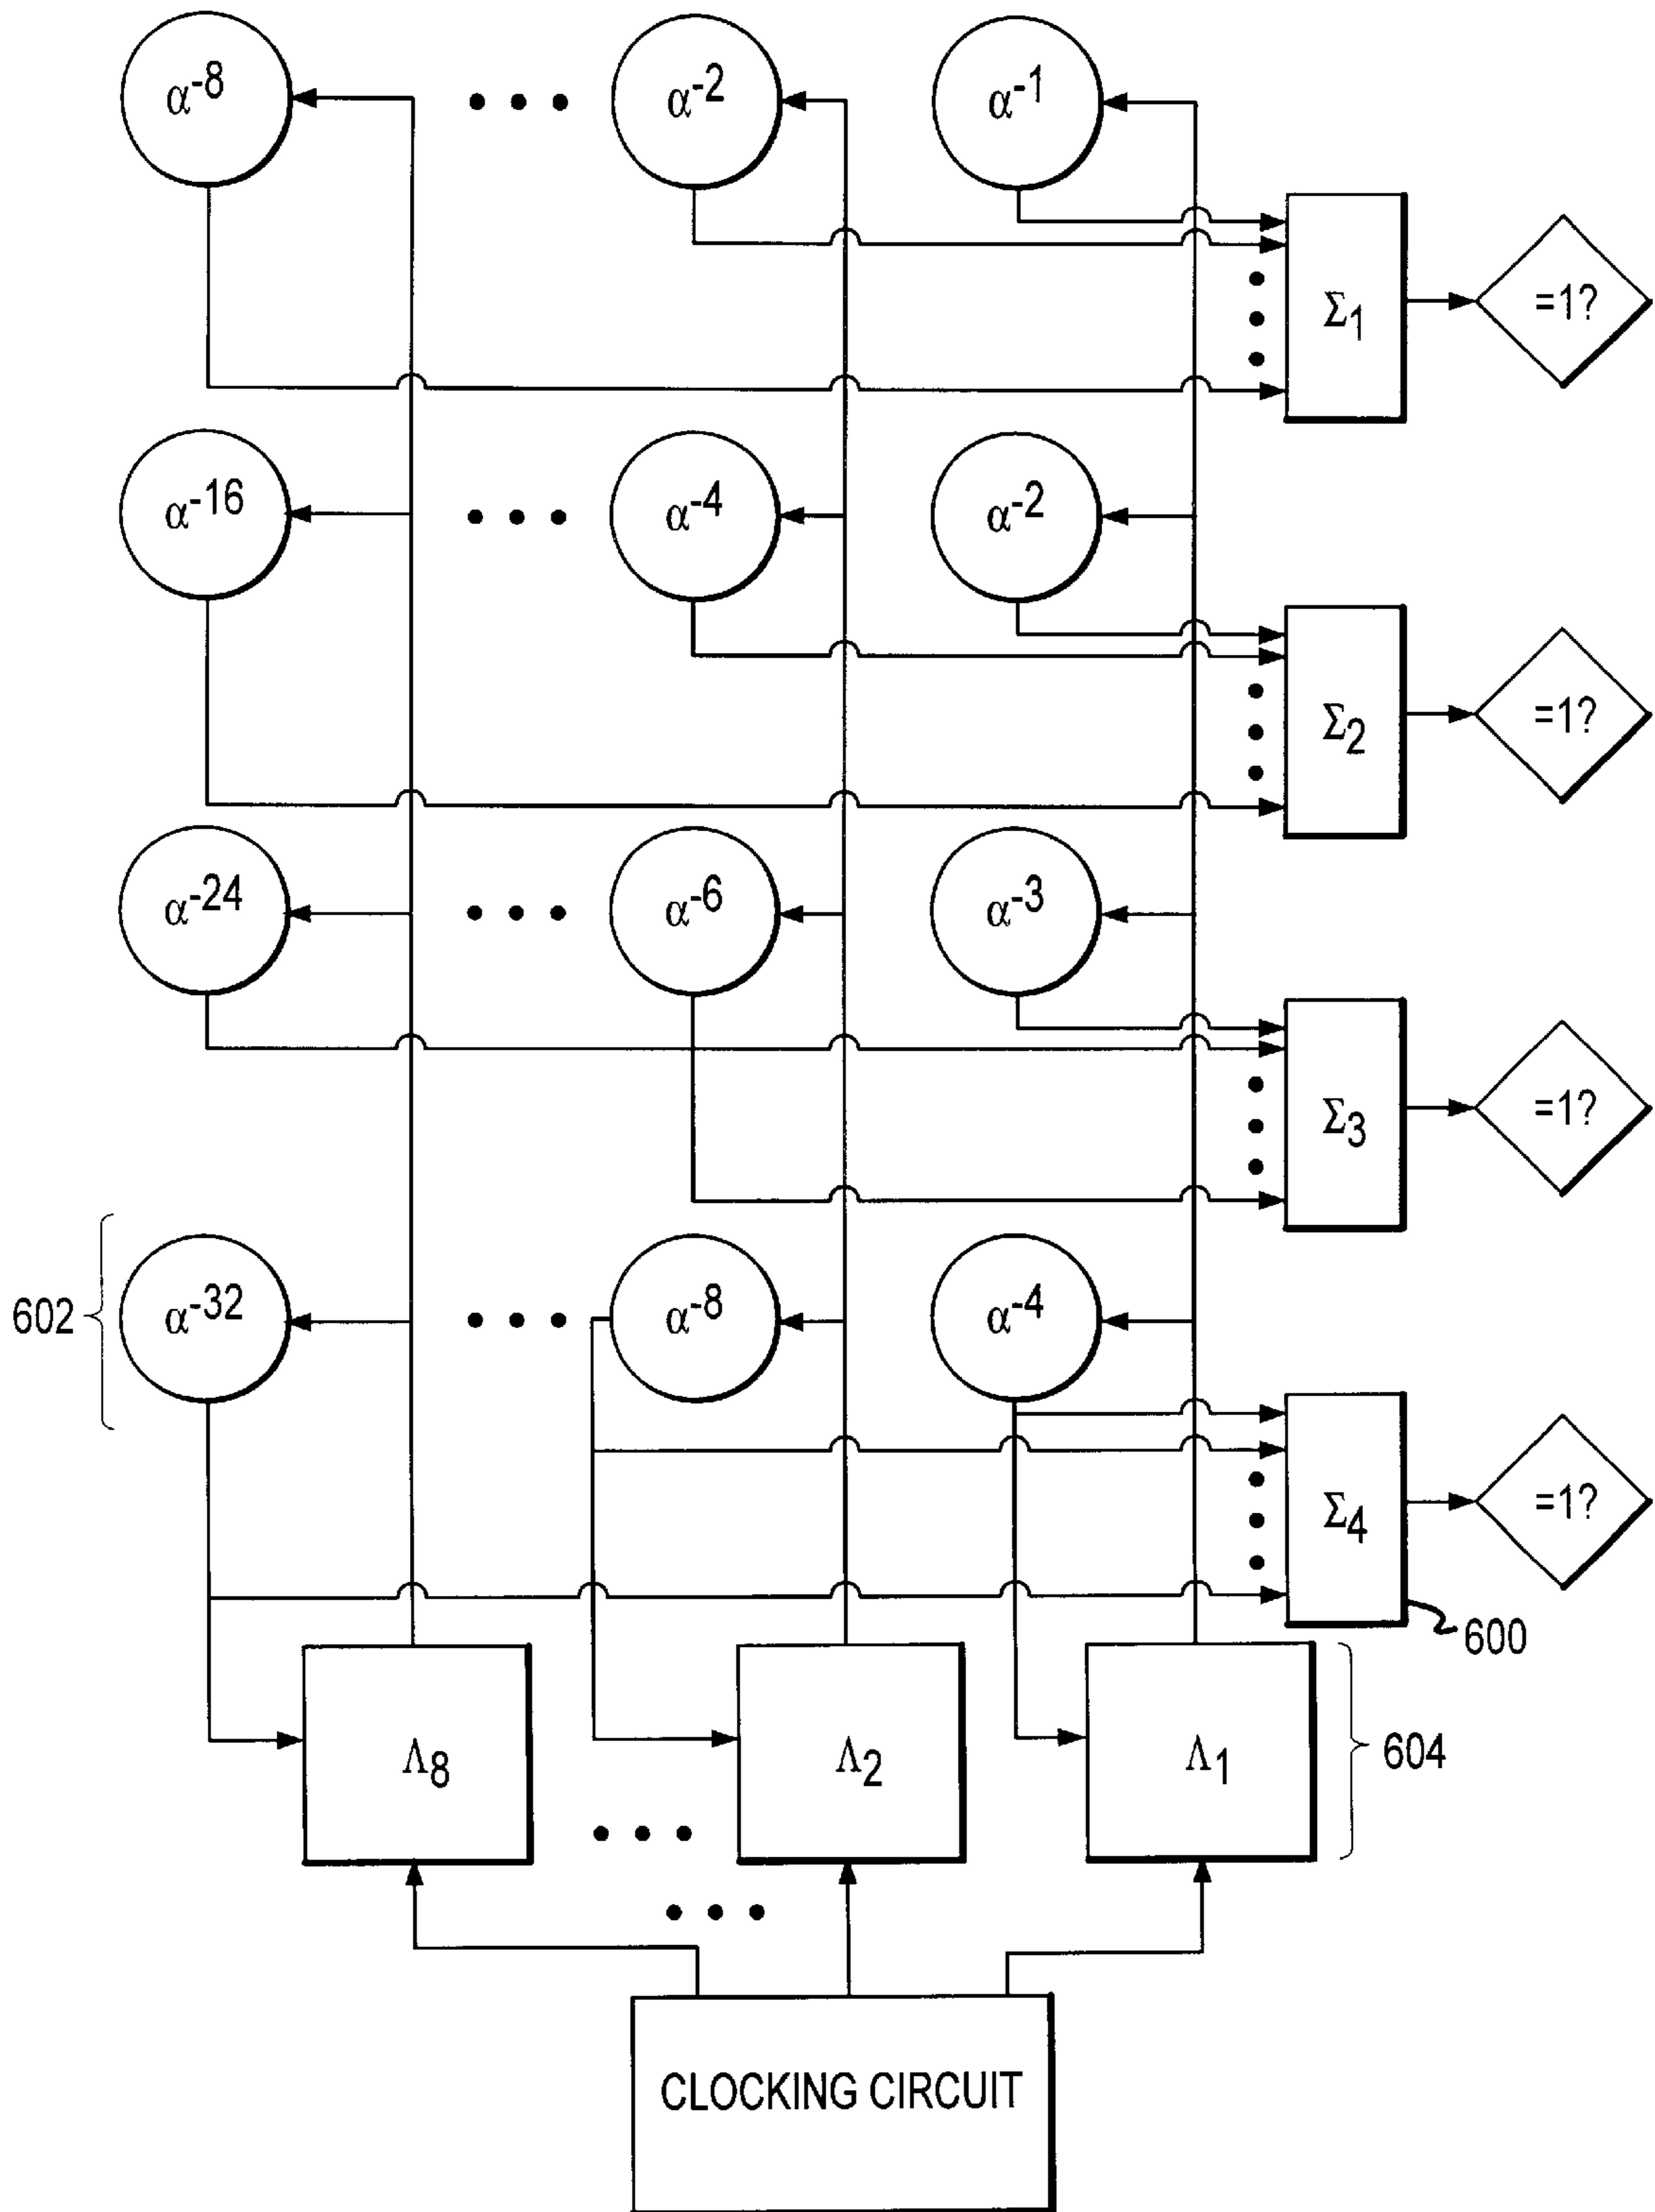 α-8 α-2 α-1
Σ1 =1?
α-16 α-4 α-2
Σ2 =1?
α-24 α-6 α-3
Σ3 =1?
602 α-32 α-8 α-4
Σ4 =1?
600
Λ8 Λ2 Λ1 604
CLOCKING CIRCUIT